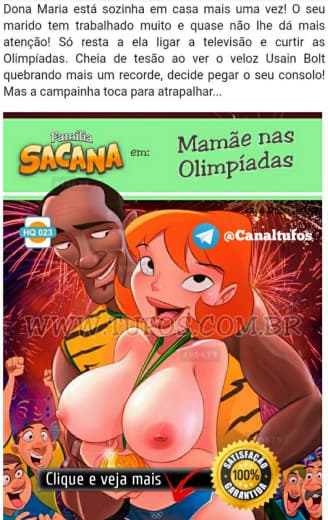 Dona Maria está sozinha em casa mais uma vez! O seu
marido tem trabalhado muito e quase não lhe dá mais
atenção! Só resta a ela ligar a televisão e curtir as
Olimpíadas. Cheia de tesão ao ver o veloz Usain Bolt
quebrando mais um recorde, decide pegar o seu consolo!
Mas a campainha toca para atrapalhar...
Família
SACANA
em:
Mamãe nas
Olimpíadas
HQ 023
@Canaltufos
WWW.TUFOS.COM.BR
SATISFAÇÃO
100%
GARANTIDA
Clique e veja mais